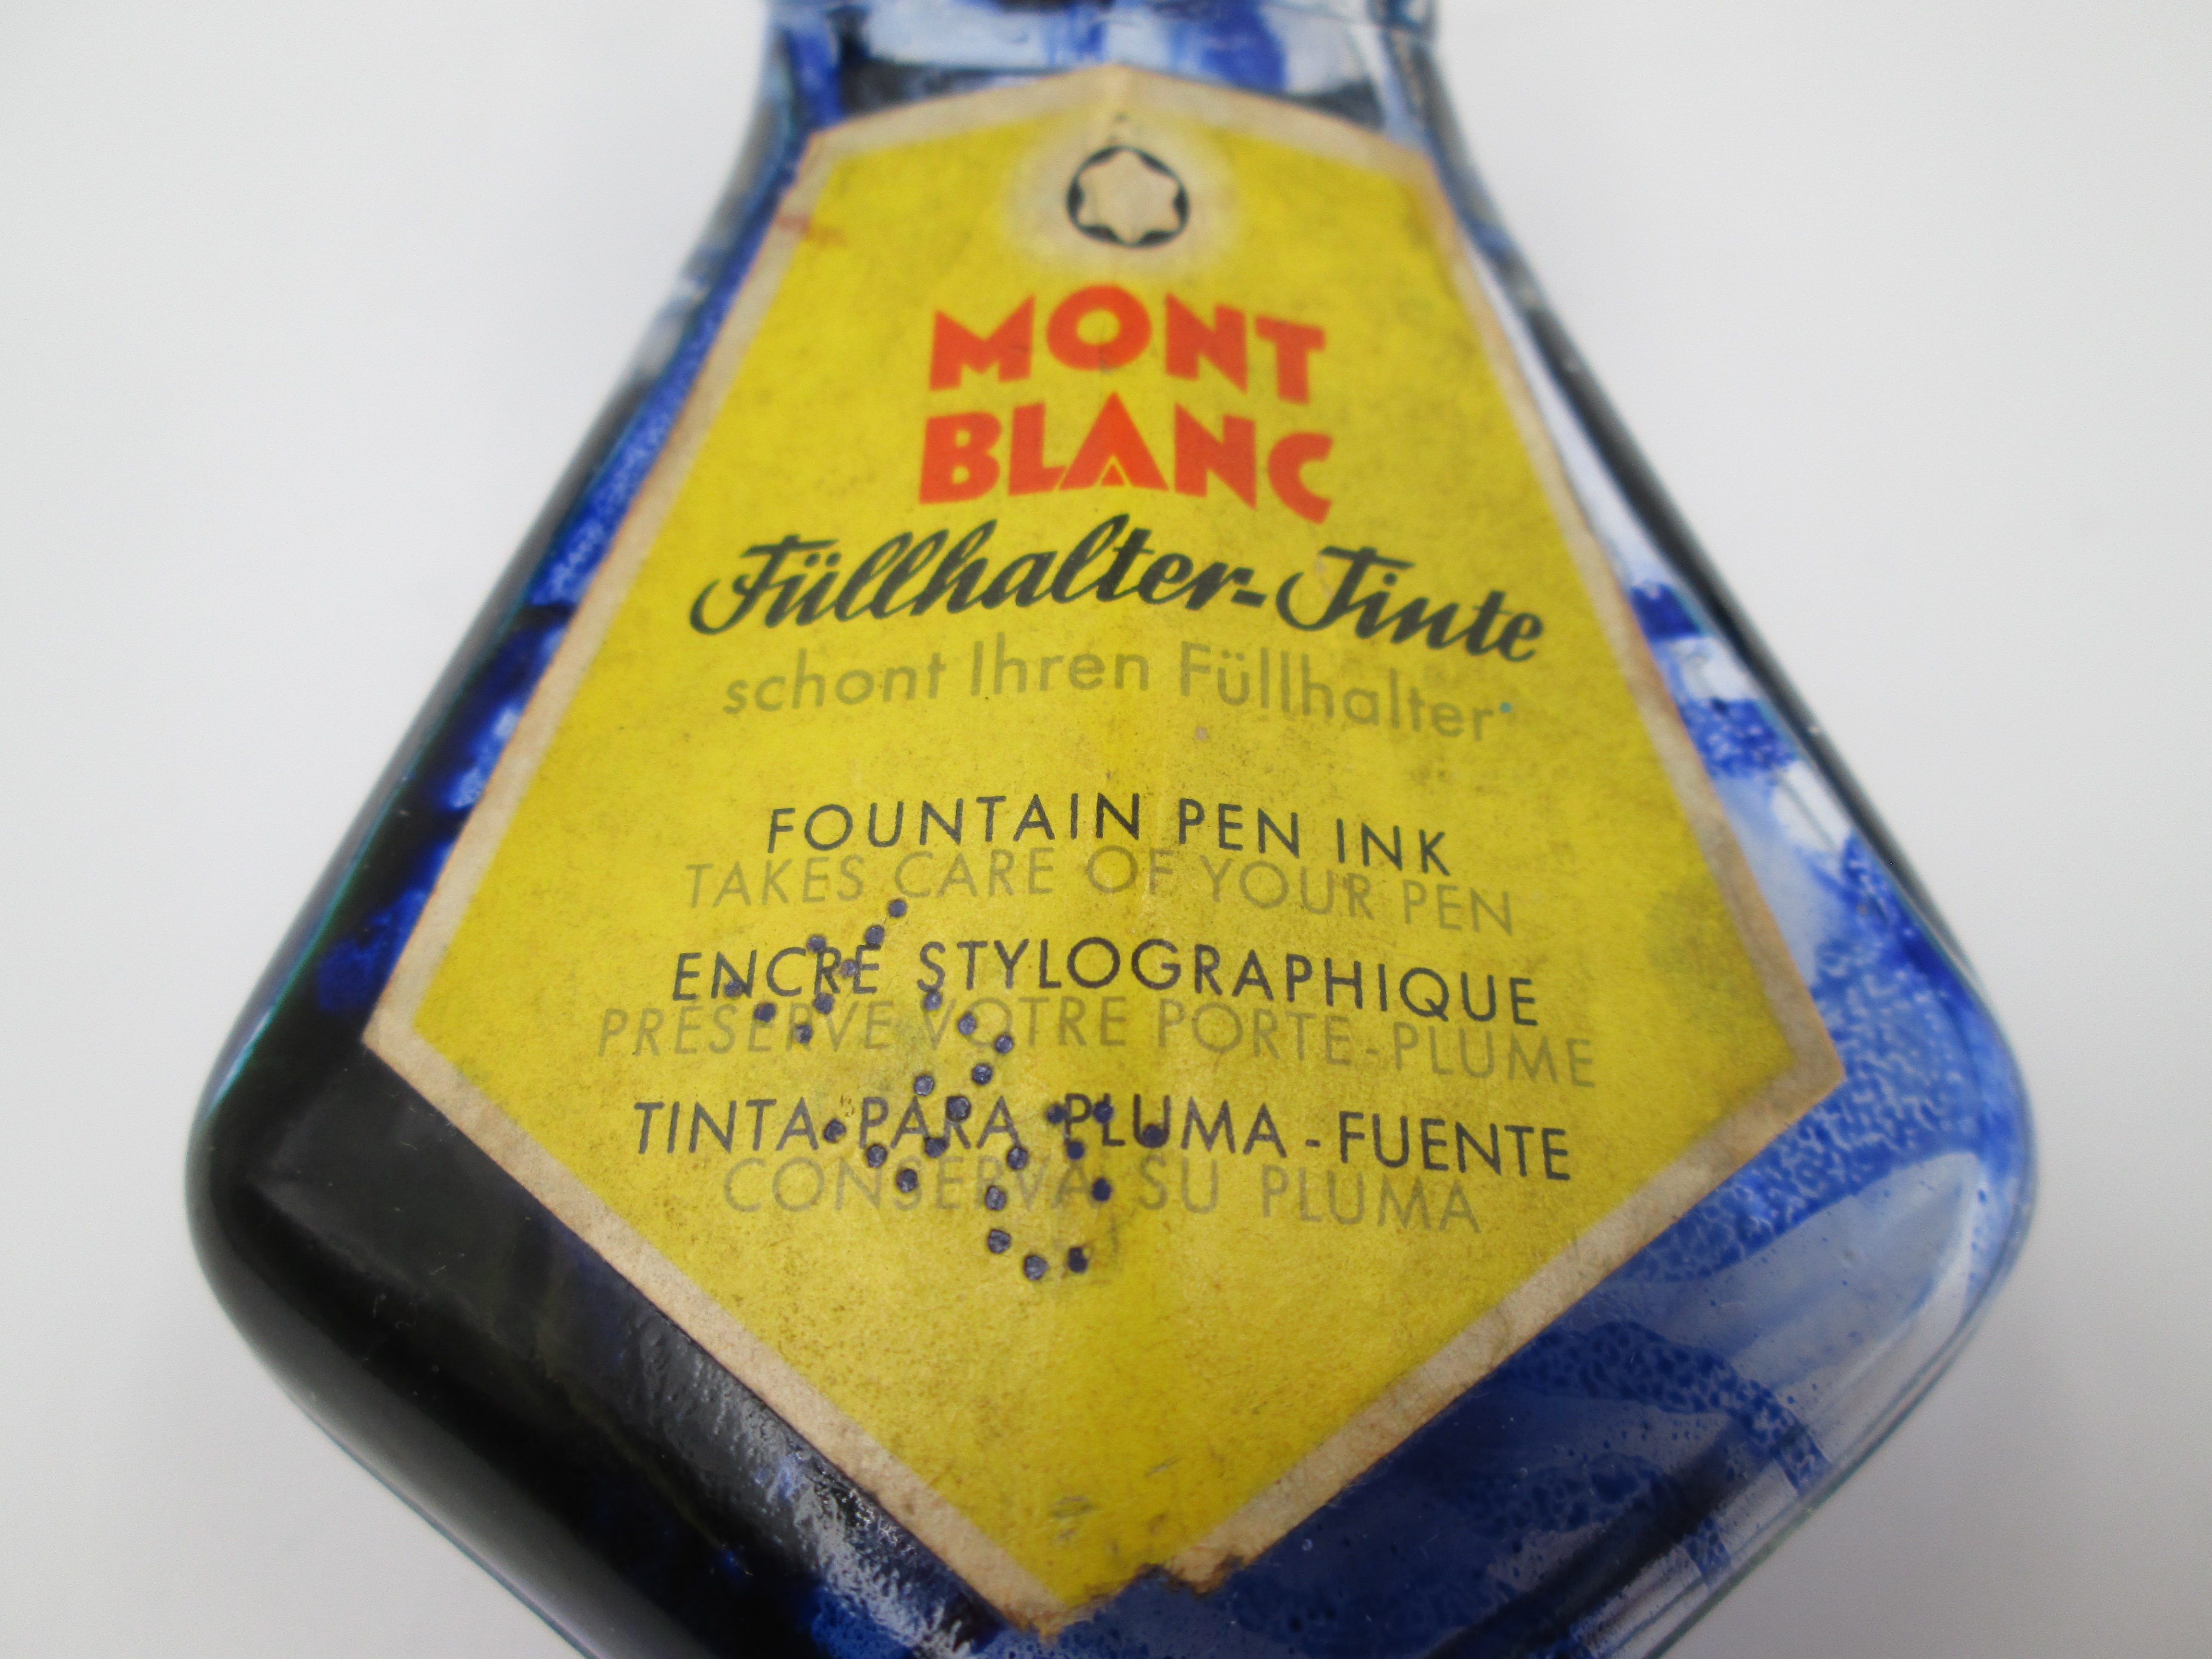 MONT
BLANC
Füllhalter-Tinte
schont Ihren Füllhalter
FOUNTAIN PEN INK
TAKES CARE OF YOUR PEN
ENCRE STYLOGRAPHIQUE
PRÉSERVE VOTRE PORTE-PLUME
TINTA PARA PLUMA-FUENTE
CONSERVA SU PLUMA